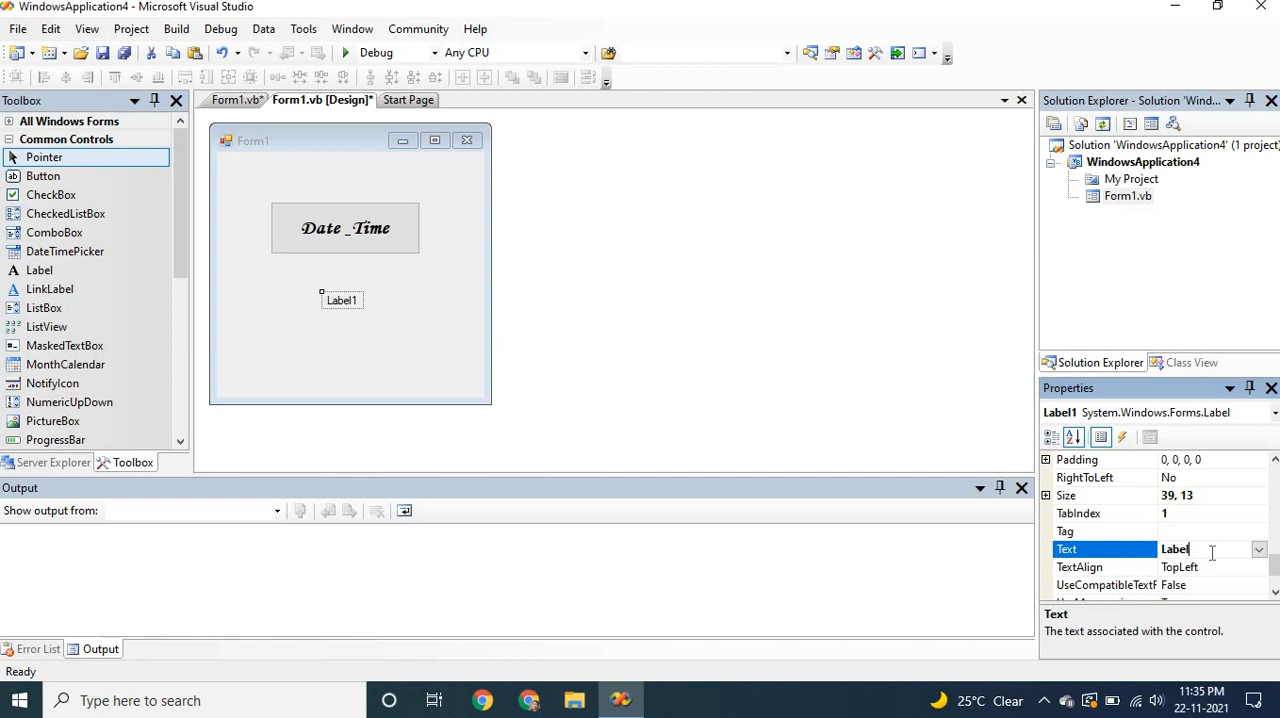 WindowsApplication4 - Microsoft Visual Studio
File Edit View Project Build Debug Data Tools Window Community Help
Debug Any CPU
Toolbox
All Windows Forms
Common Controls
Pointer
Button
CheckBox
CheckedListBox
ComboBox
DateTimePicker
Label
LinkLabel
ListBox
ListView
MaskedTextBox
MonthCalendar
NotifyIcon
NumericUpDown
PictureBox
ProgressBar
Server Explorer Toolbox
Form1.vb* Form1.vb [Design]* Start Page
Form1
Date _Time
Label1
Solution Explorer - Solution 'Wind...
Solution 'WindowsApplication4' (1 project)
WindowsApplication4
My Project
Form1.vb
Solution Explorer Class View
Properties
Label1 System.Windows.Forms.Label
Padding 0, 0, 0, 0
RightToLeft No
Size 39, 13
TabIndex 1
Tag
Text Label
TextAlign TopLeft
UseCompatibleTextR False
Text
The text associated with the control.
Output
Show output from:
Error List Output
Ready
Type here to search
25°C Clear
11:35 PM
22-11-2021